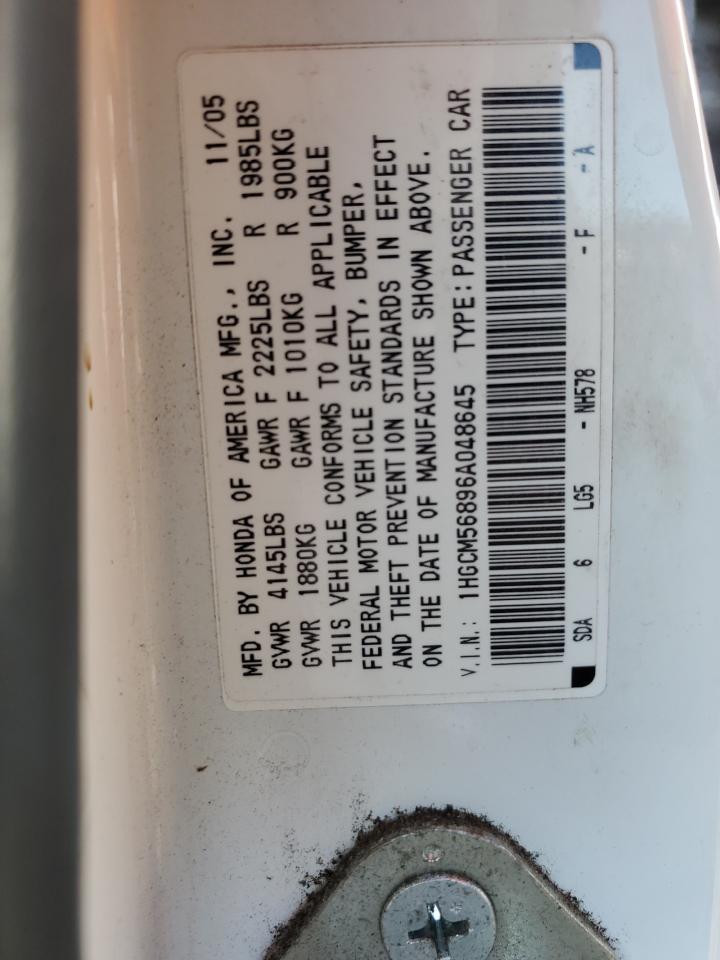 MFD. BY HONDA OF AMERICA MFG., INC. 11/05
GVWR 4145LBS GAWR F 2225LBS R 1985LBS
GVWR 1880KG GAWR F 1010KG R 900KG
THIS VEHICLE CONFORMS TO ALL APPLICABLE
FEDERAL MOTOR VEHICLE SAFETY, BUMPER,
AND THEFT PREVENTION STANDARDS IN EFFECT
ON THE DATE OF MANUFACTURE SHOWN ABOVE.
V.I.N.: 1HGCM56896A048645 TYPE: PASSENGER CAR
SDA 6 LG5 - NH578 - F - A